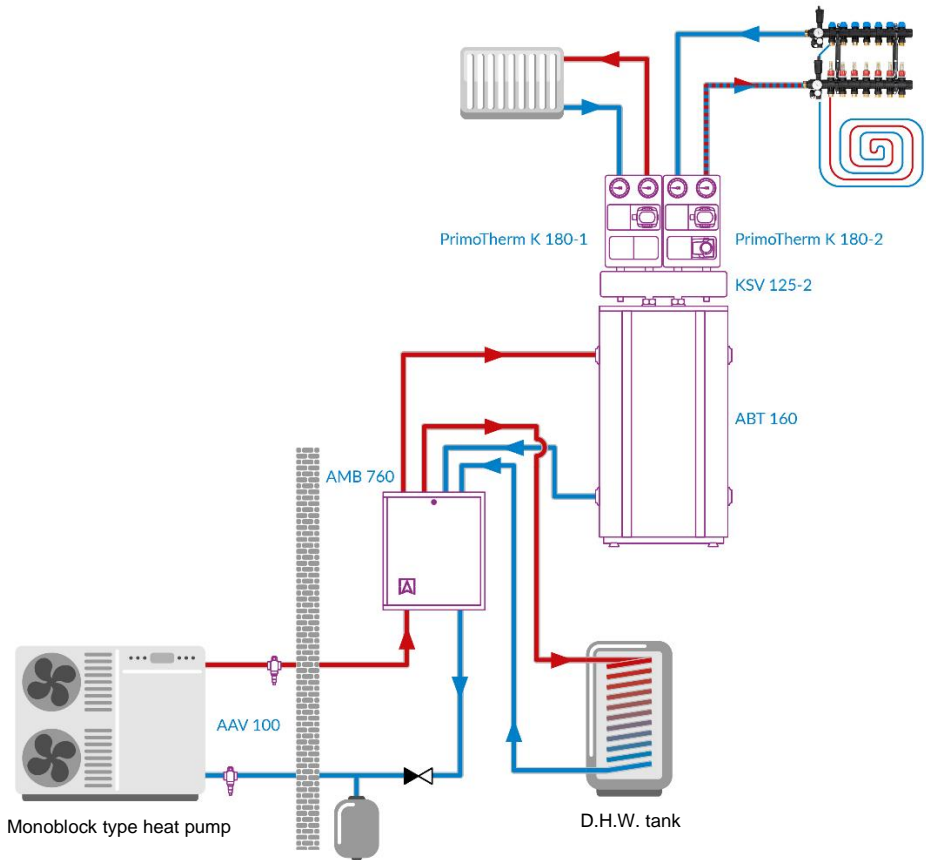 PrimoTherm K 180-1
PrimoTherm K 180-2
KSV 125-2
ABT 160
AMB 760
AAV 100
Monoblock type heat pump
D.H.W. tank